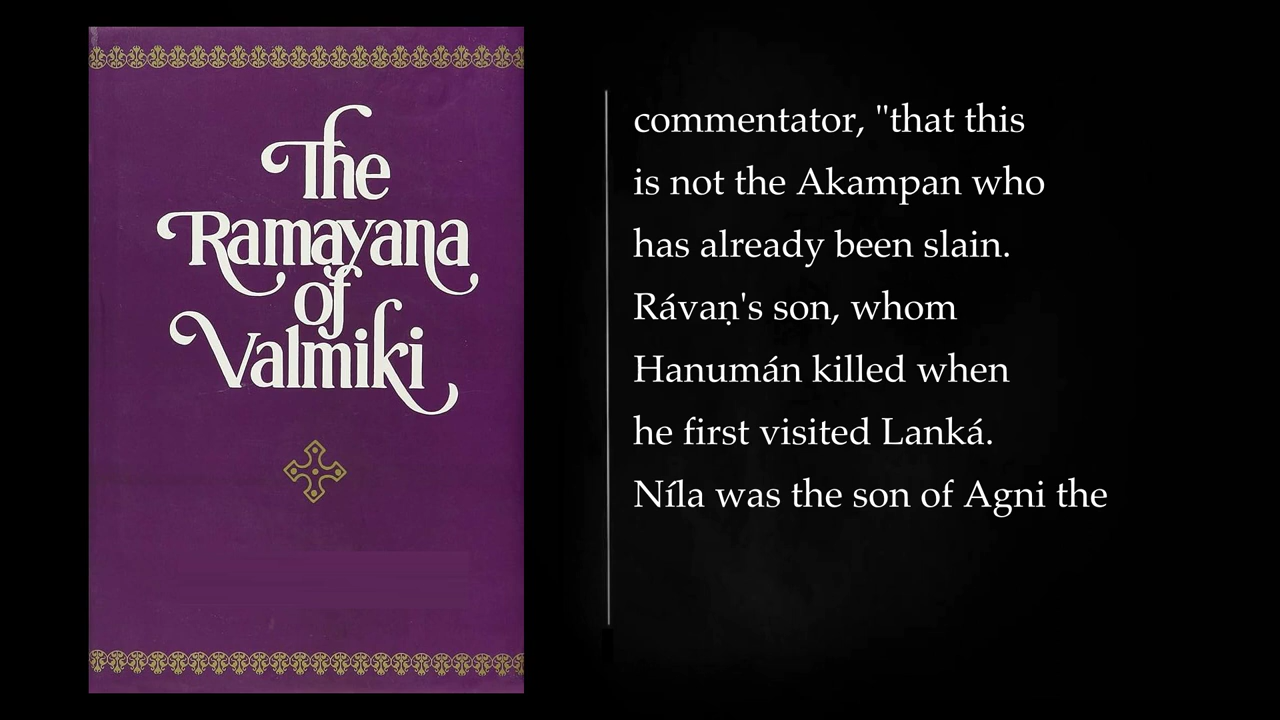 The
Ramayana
of
Valmiki
commentator, "that this
is not the Akampan who
has already been slain.
Rávaṇ's son, whom
Hanumán killed when
he first visited Lanká.
Níla was the son of Agni the